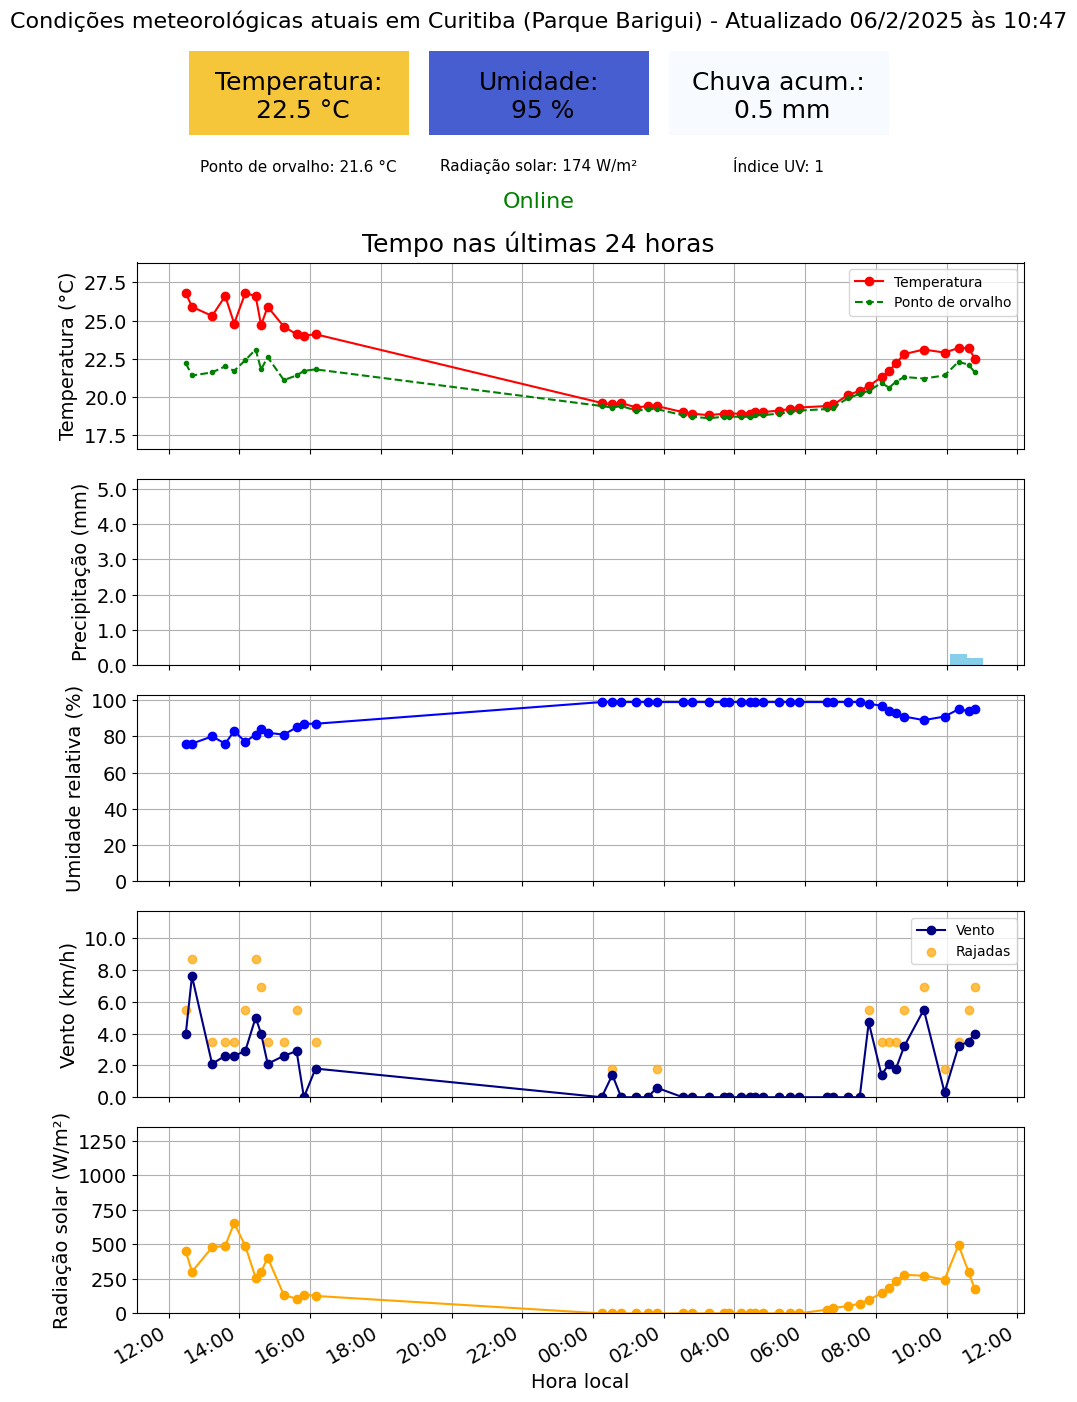 Condições meteorológicas atuais em Curitiba (Parque Barigui) - Atualizado 06/2/2025 às 10:47
Temperatura:
22.5 °C
Umidade:
95 %
Chuva acum.:
0.5 mm
Ponto de orvalho: 21.6 °C
Radiação solar: 174 W/m²
Índice UV: 1
Online
Tempo nas últimas 24 horas
Temperatura (°C)
27.5
25.0
22.5
20.0
17.5
Temperatura
Ponto de orvalho
Precipitação (mm)
5.0
4.0
3.0
2.0
1.0
0.0
Umidade relativa (%)
100
80
60
40
20
0
Vento (km/h)
10.0
8.0
6.0
4.0
2.0
0.0
Vento
Rajadas
Radiação solar (W/m²)
1250
1000
750
500
250
0
12:00 14:00 16:00 18:00 20:00 22:00 00:00 02:00 04:00 06:00 08:00 10:00 12:00
Hora local